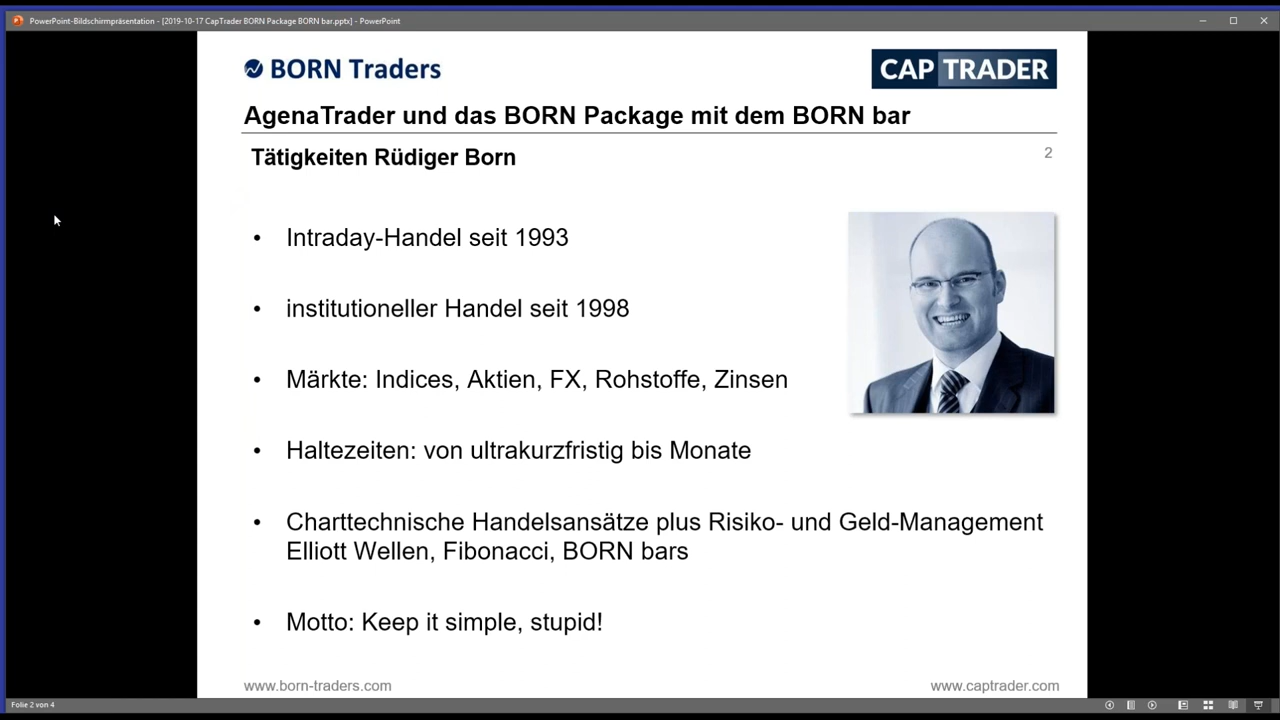 PowerPoint-Bildschirmpräsentation - [2019-10-17 CapTrader BORN Package BORN bar.pptx] - PowerPoint
BORN Traders
CAP TRADER
AgenaTrader und das BORN Package mit dem BORN bar
Tätigkeiten Rüdiger Born
2
• Intraday-Handel seit 1993
• institutioneller Handel seit 1998
• Märkte: Indices, Aktien, FX, Rohstoffe, Zinsen
• Haltezeiten: von ultrakurzfristig bis Monate
• Charttechnische Handelsansätze plus Risiko- und Geld-Management
Elliott Wellen, Fibonacci, BORN bars
• Motto: Keep it simple, stupid!
www.born-traders.com
www.captrader.com
Folie 2 von 4